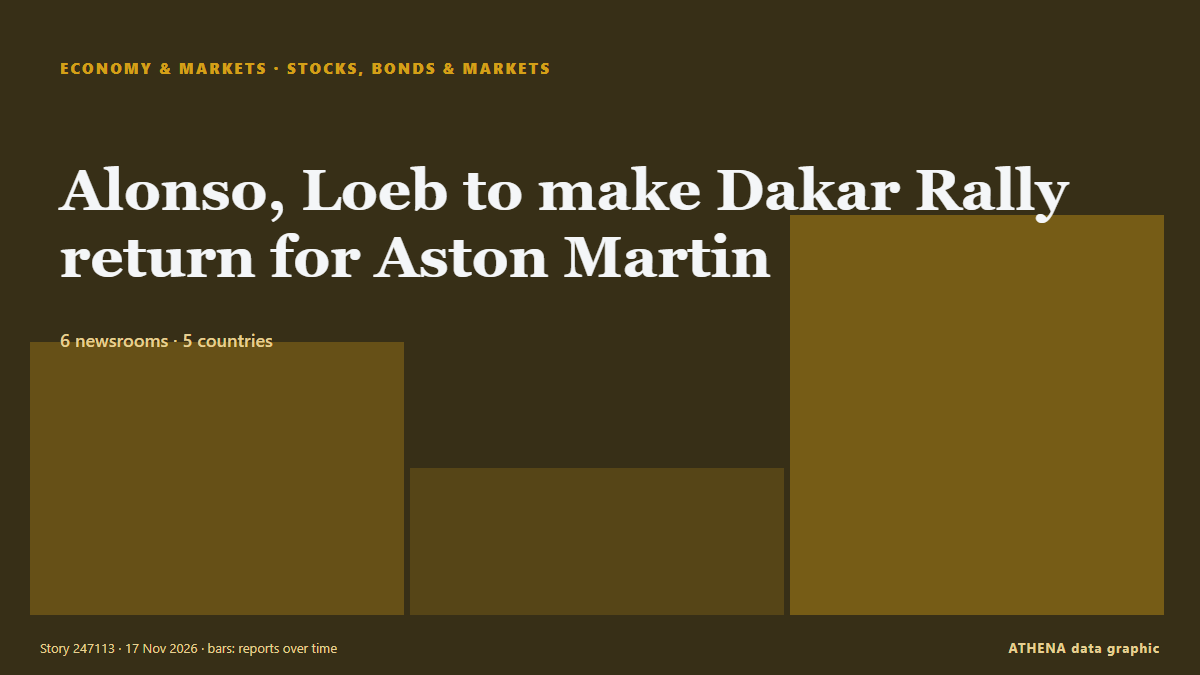 ECONOMY & MARKETS · STOCKS, BONDS & MARKETS
Alonso, Loeb to make Dakar Rally
return for Aston Martin
6 newsrooms · 5 countries
Story 247113 · 17 Nov 2026 · bars: reports over time
ATHENA data graphic